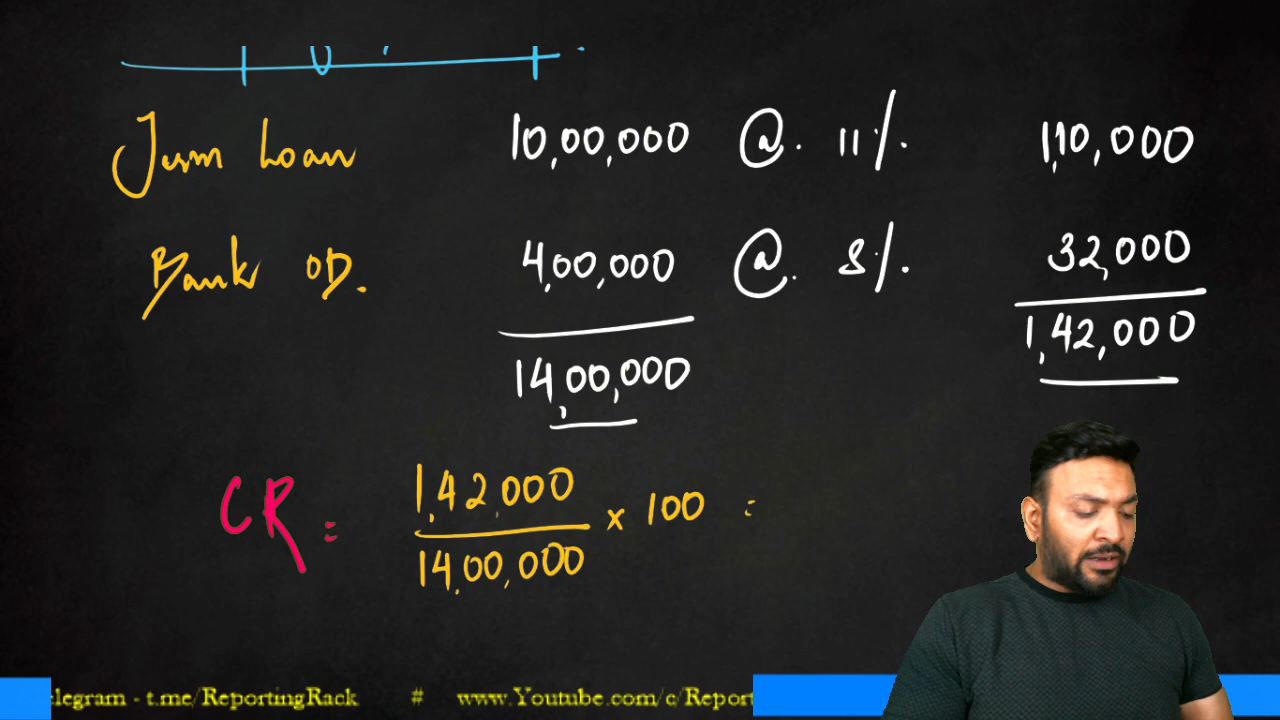 Term Loan 10,00,000 @. 11%. 1,10,000
Bank OD. 4,00,000 @. 8%. 32,000
14,00,000 1,42,000
CR = 1,42,000 / 14,00,000 x 100 =
elegram - t.me/ReportingRack # www.Youtube.com/c/Report